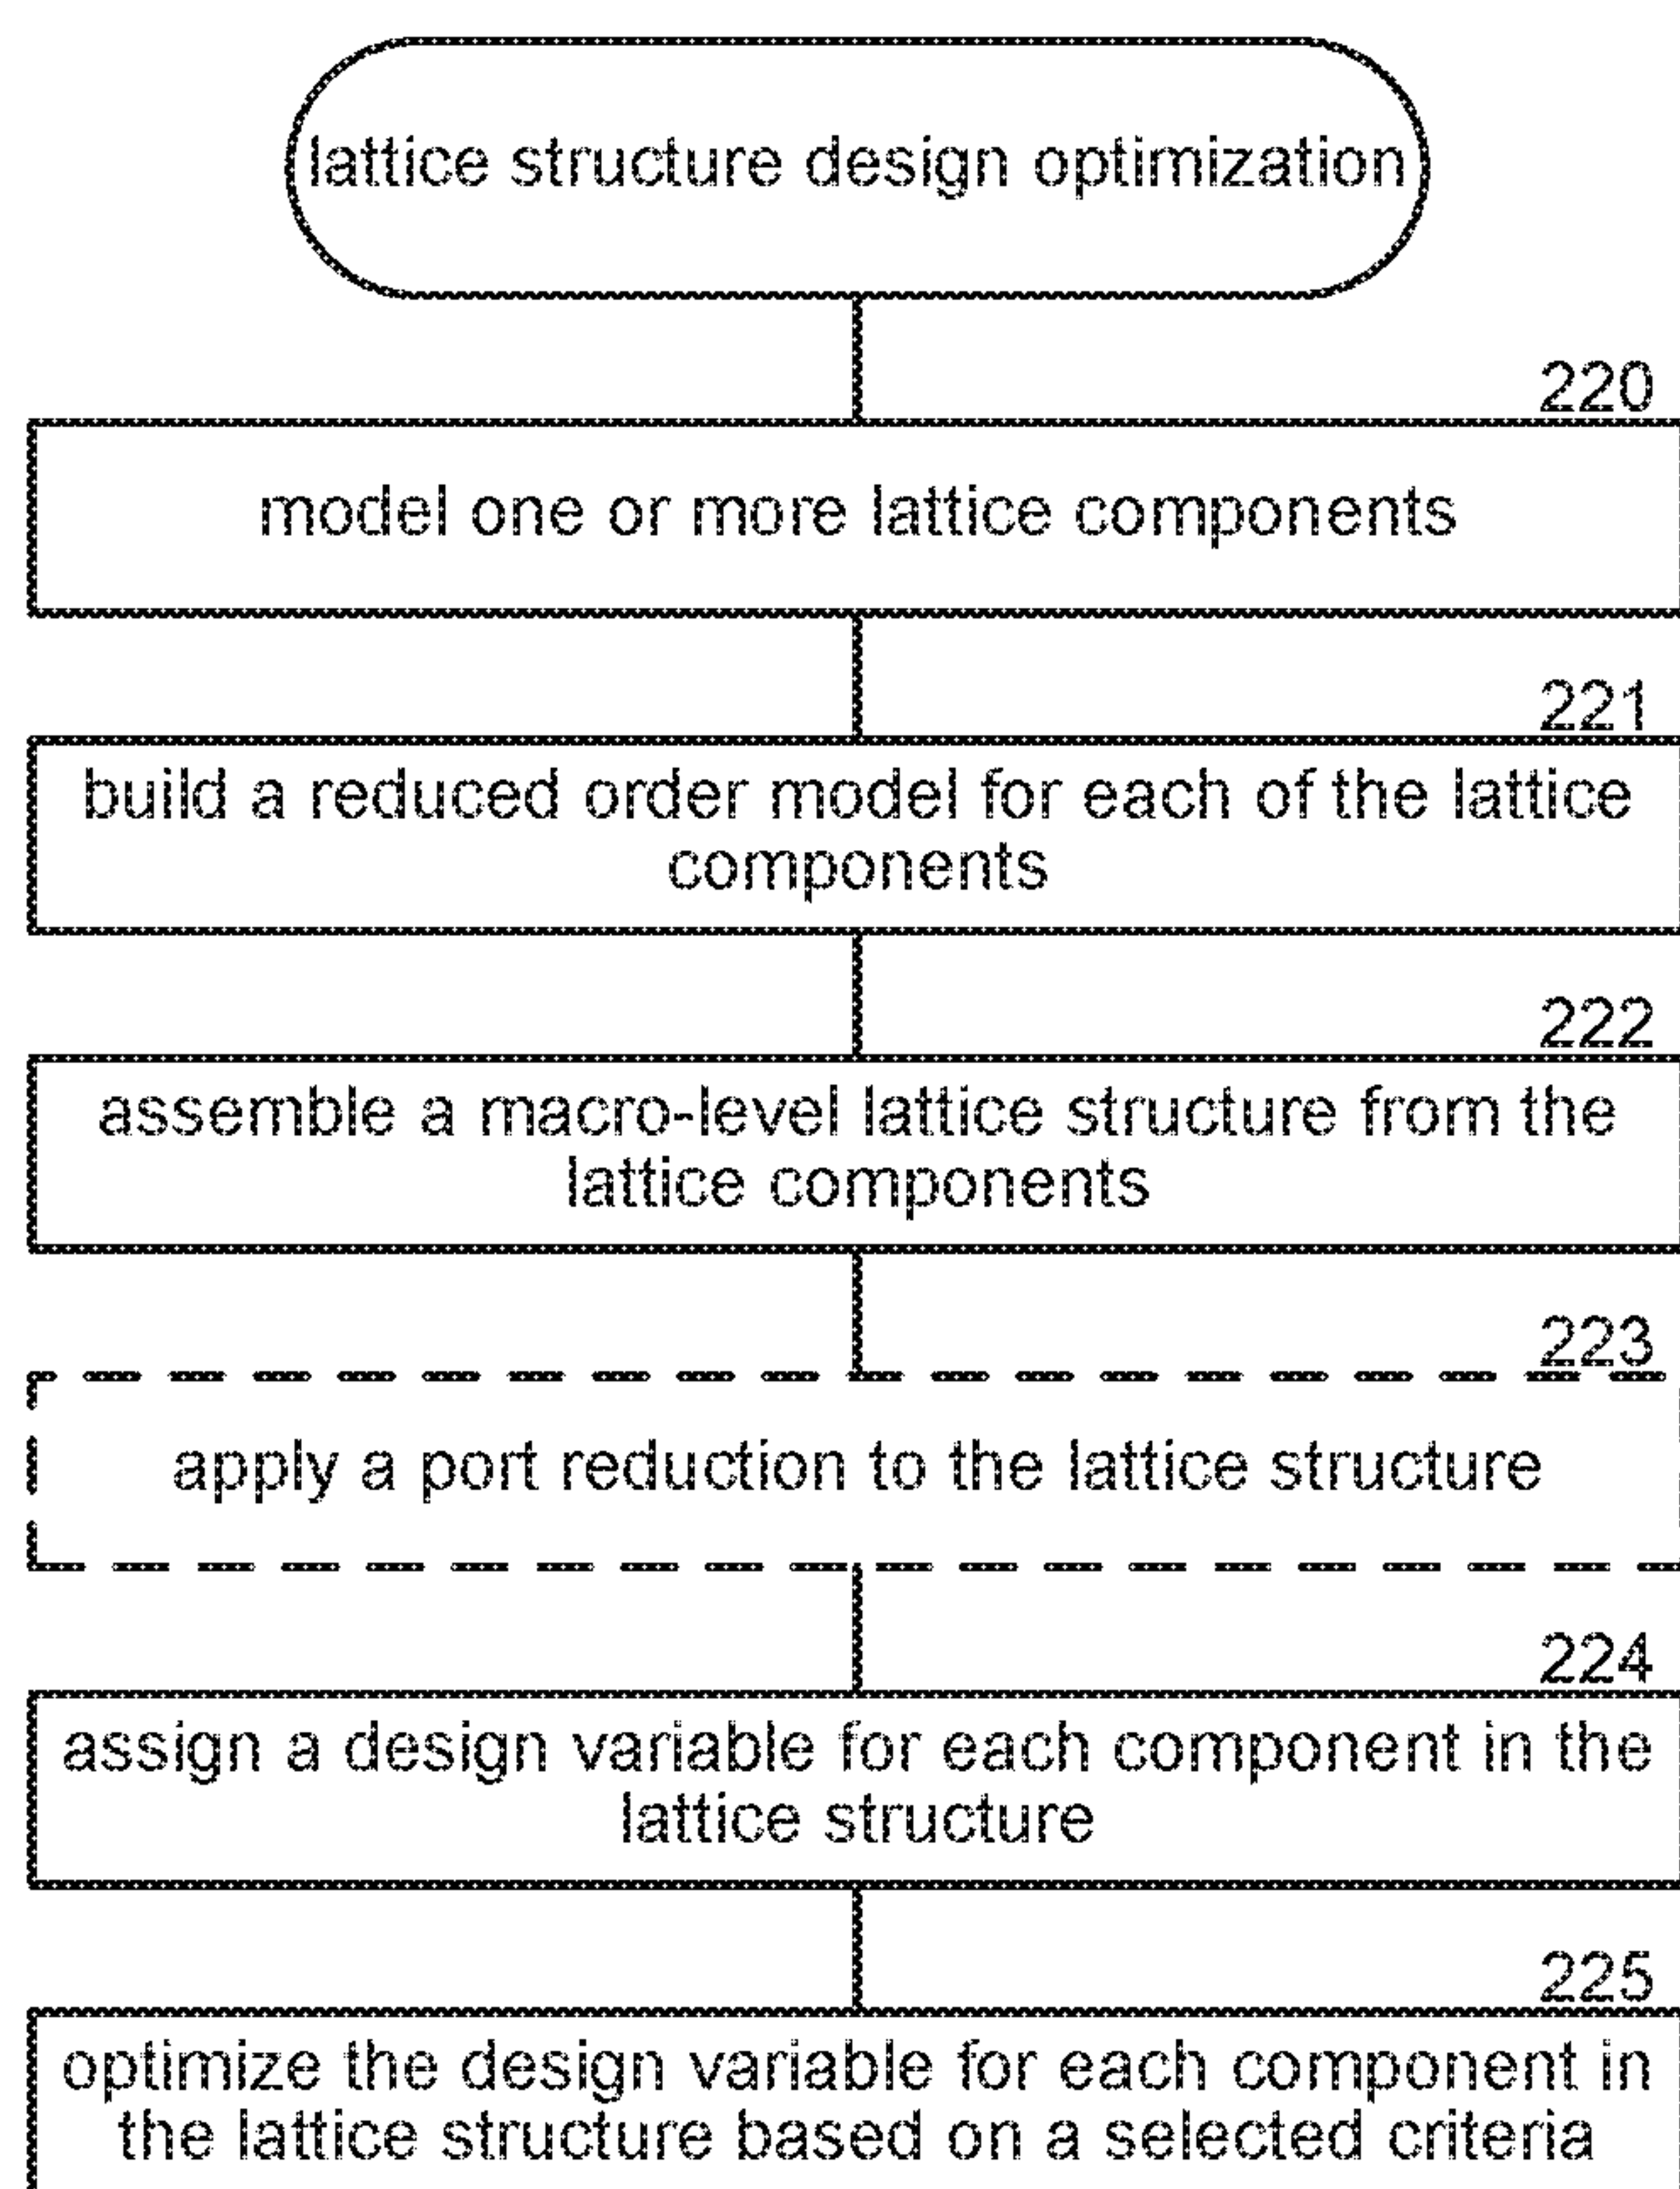 lattice structure design optimization
220
model one or more lattice components
221
build a reduced order model for each of the lattice
components
222
assemble a macro-level lattice structure from the
lattice components
223
apply a port reduction to the lattice structure
224
assign a design variable for each component in the
lattice structure
225
optimize the design variable for each component in
the lattice structure based on a selected criteria